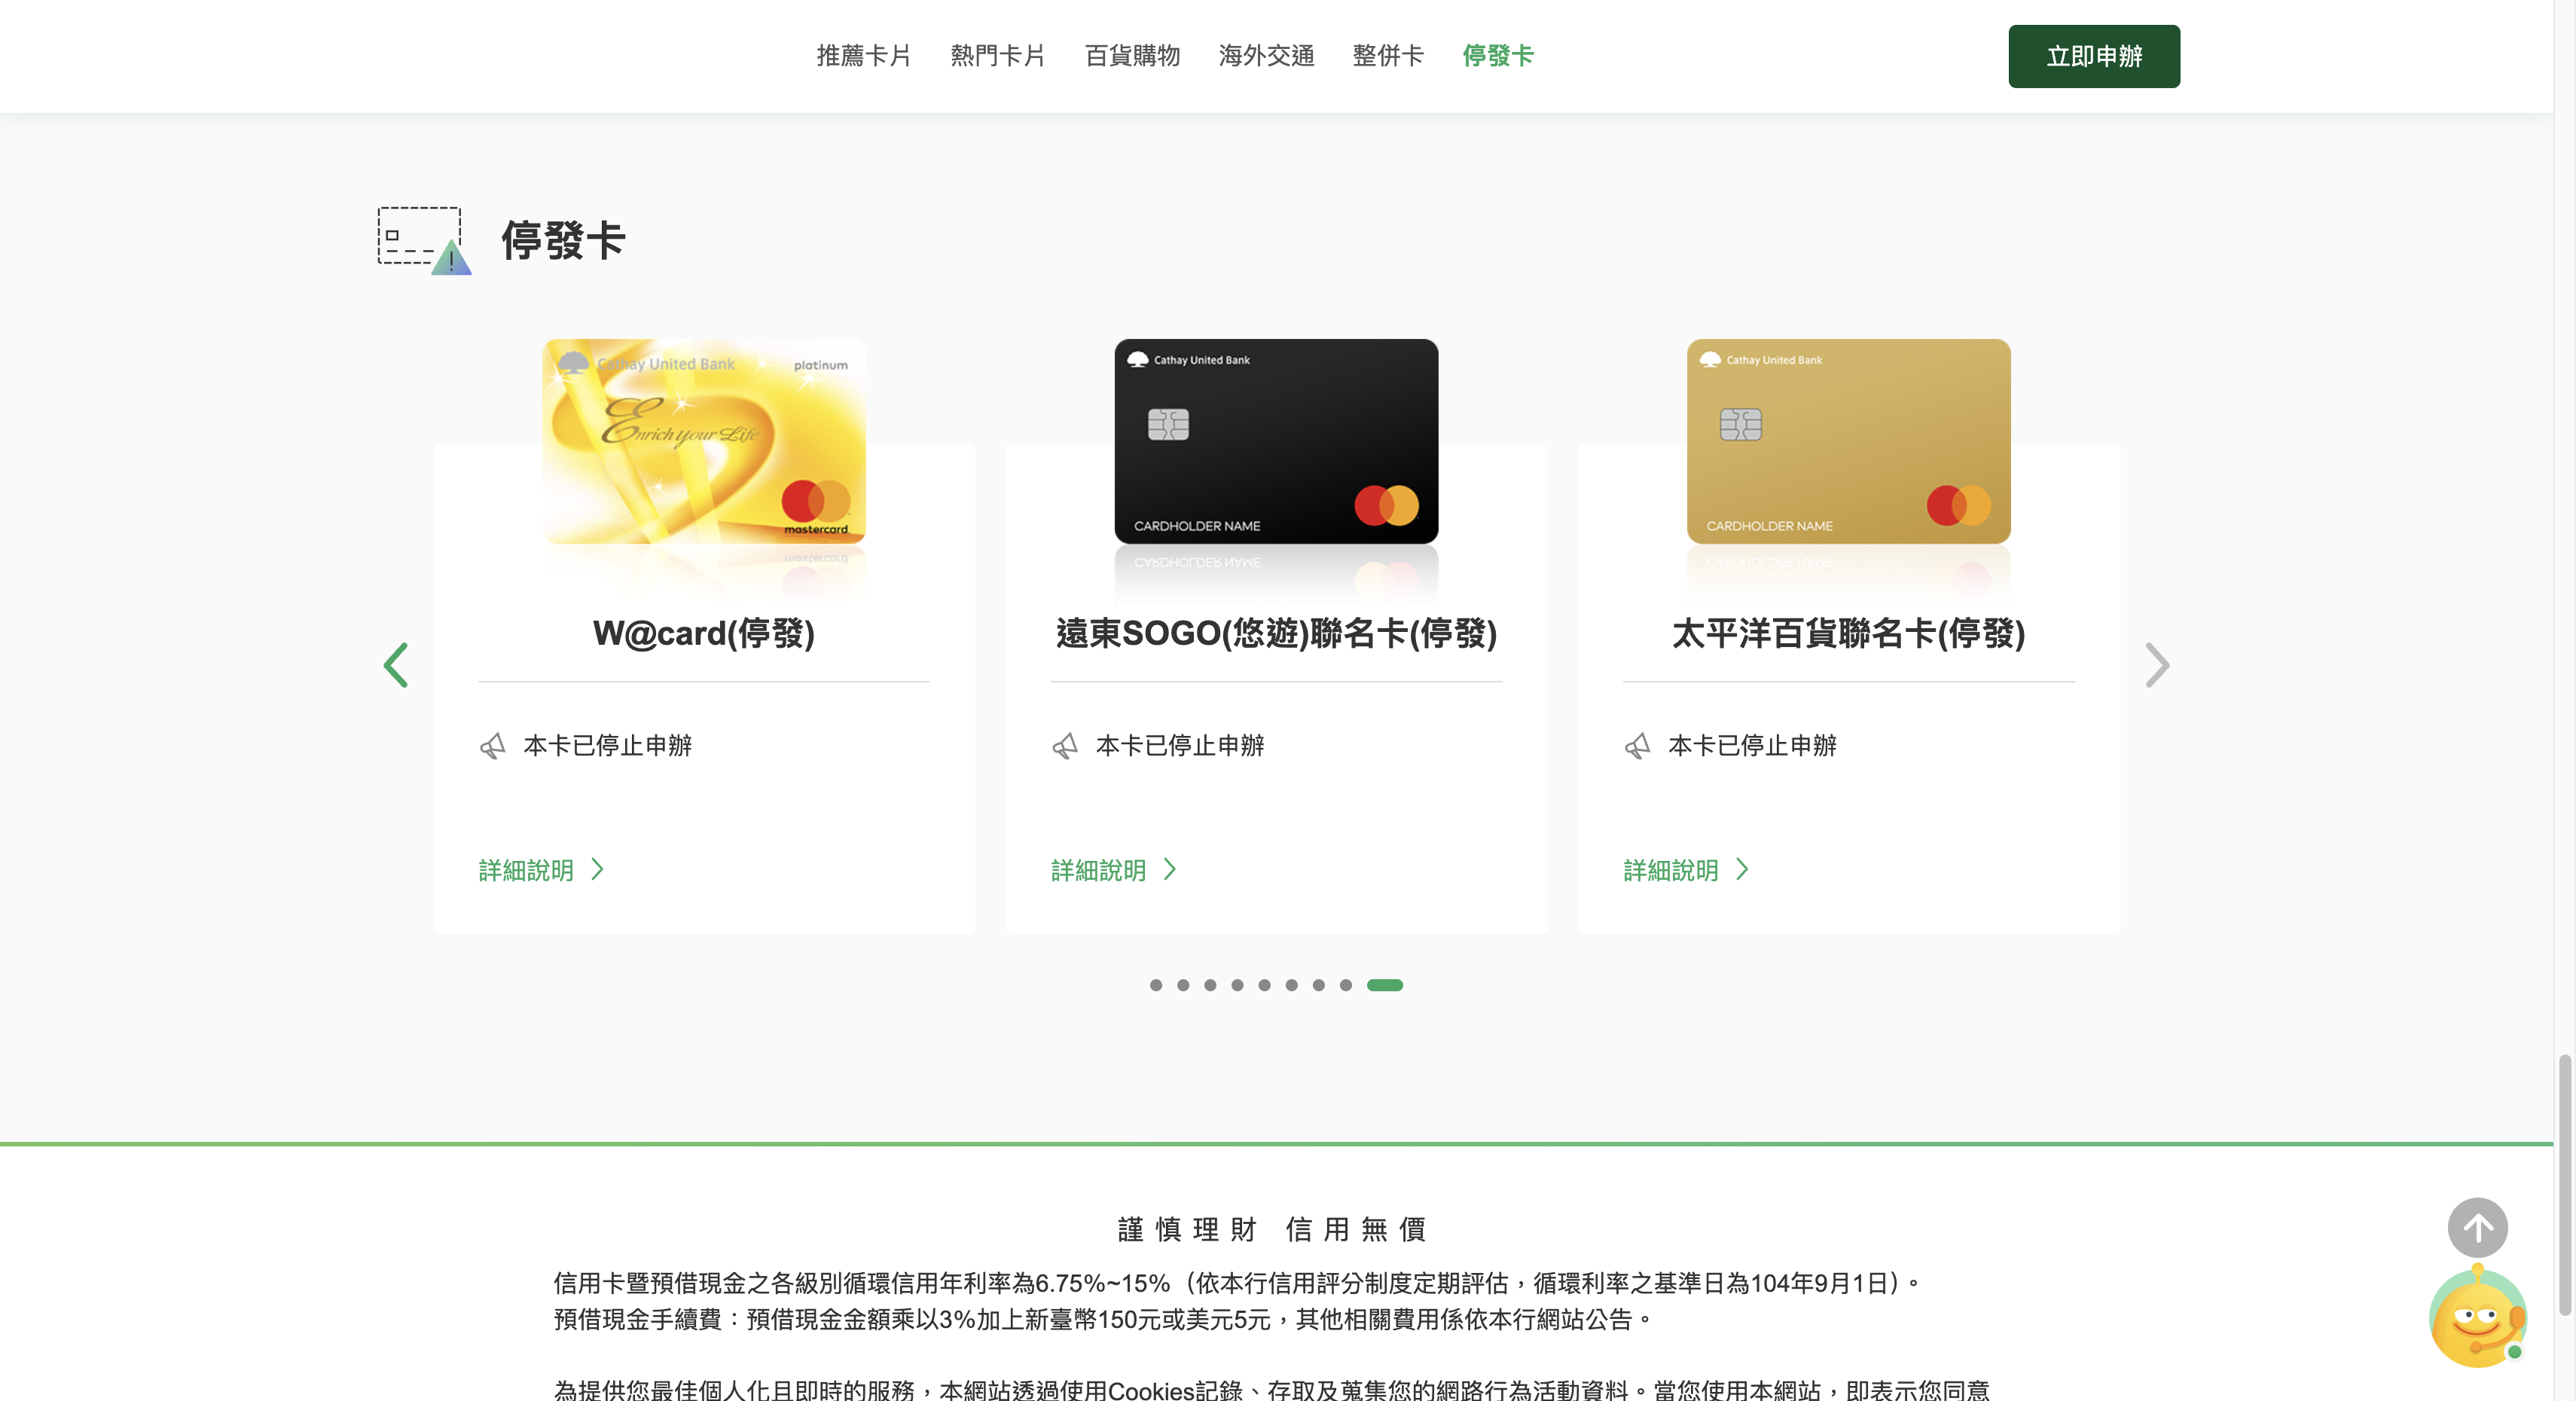 推薦卡片 熱門卡片 百貨購物 海外交通 整併卡 停發卡 立即申辦
停發卡
Cathay United Bank platinum
Enrich your Life
mastercard
Cathay United Bank
CARDHOLDER NAME
Cathay United Bank
CARDHOLDER NAME
W@card(停發) 遠東SOGO(悠遊)聯名卡(停發) 太平洋百貨聯名卡(停發)
本卡已停止申辦 本卡已停止申辦 本卡已停止申辦
詳細說明 詳細說明 詳細說明
謹慎理財 信用無價
信用卡暨預借現金之各級別循環信用年利率為6.75%~15%（依本行信用評分制度定期評估，循環利率之基準日為104年9月1日）。
預借現金手續費：預借現金金額乘以3%加上新臺幣150元或美元5元，其他相關費用係依本行網站公告。
為提供您最佳個人化且即時的服務，本網站透過使用Cookies記錄、存取及蒐集您的網路行為活動資料。當您使用本網站，即表示您同意